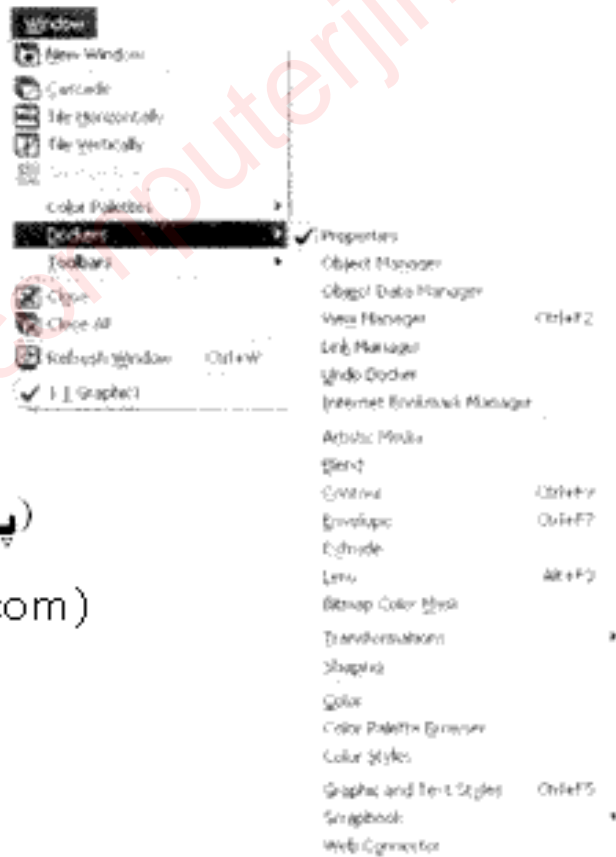 Window
New Window
Cascade
Tile Horizontally
Tile Vertically
Color Palettes
Dockers
Toolbars
Close
Close All
Refresh Window Ctrl+W
✓ 1 [ Graphic1
✓ Properties
Object Manager
Object Data Manager
View Manager Ctrl+F2
Link Manager
Undo Docker
Internet Bookmark Manager
Artistic Media
Blend
Contour
Envelope Ctrl+F7
Extrude
Lens Alt+F3
Bitmap Color Mask
Transformations
Shaping
Color
Color Palette Browser
Color Styles
Graphic and Text Styles Ctrl+F5
Scrapbook
Web Connector
com)
computerjin